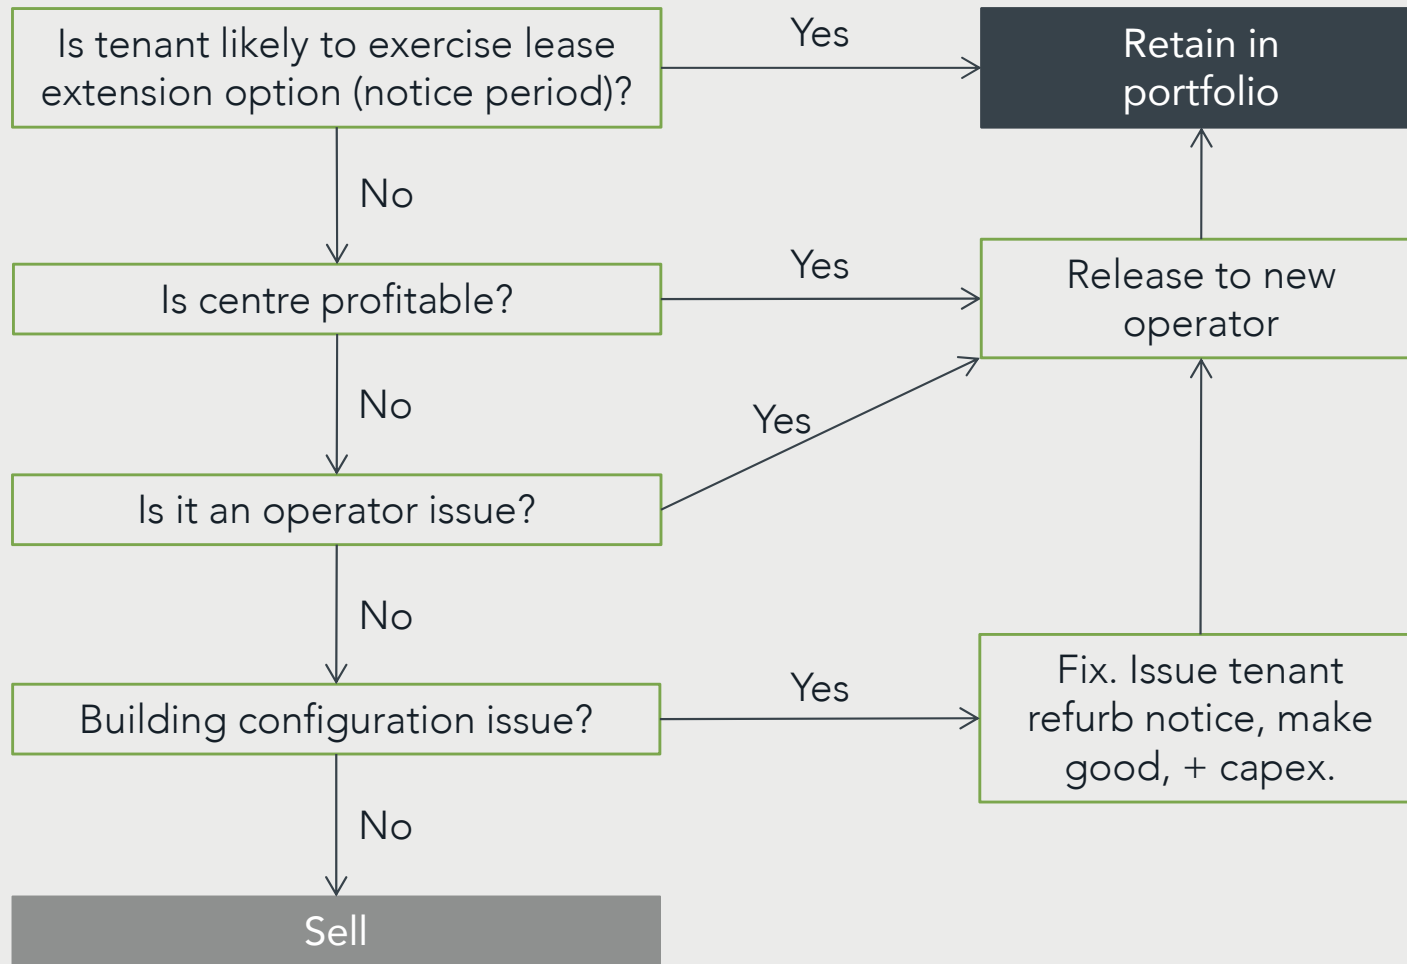 Is tenant likely to exercise lease
extension option (notice period)?
Yes
Retain in
portfolio
No
Is centre profitable?
Yes
Release to new
operator
No
Yes
Is it an operator issue?
No
Building configuration issue?
Yes
Fix. Issue tenant
refurb notice, make
good, + capex.
No
Sell